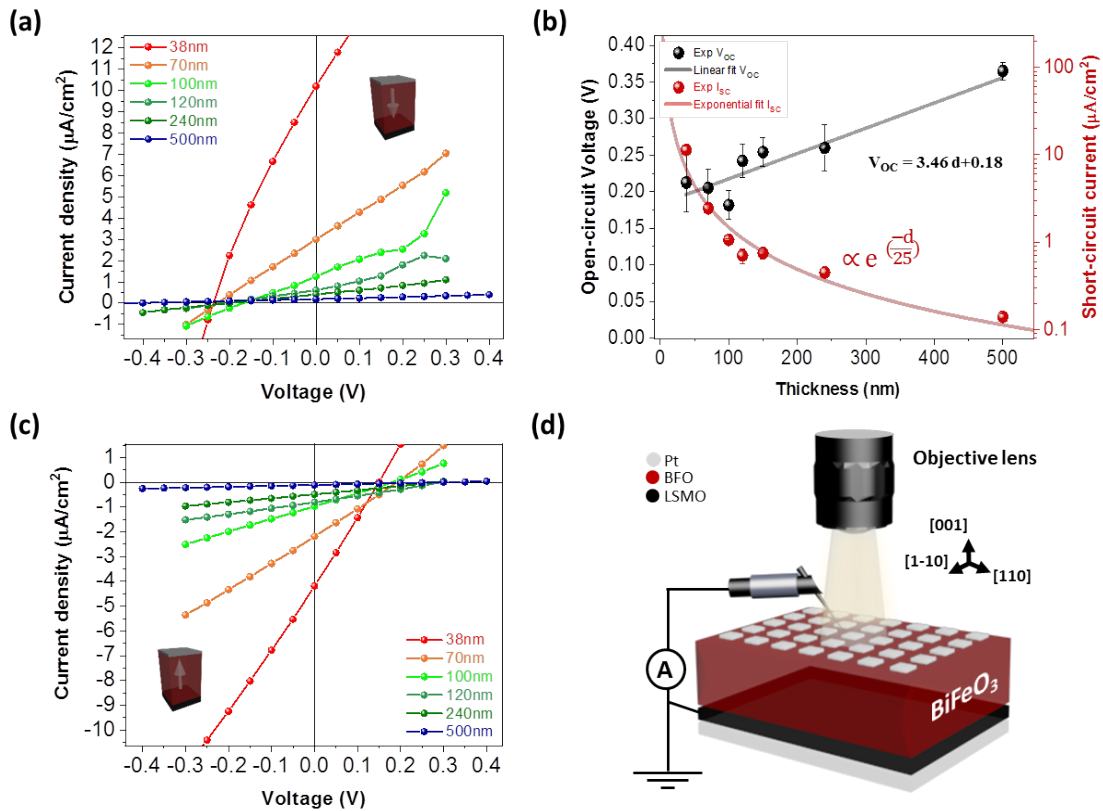 (a)
12
11
10
9
8
7
6
5
4
3
2
1
0
-1
38nm
70nm
100nm
120nm
240nm
500nm
-0.4 -0.3 -0.2 -0.1 0.0 0.1 0.2 0.3 0.4
Voltage (V)
Current density (μA/cm²)
(b)
0.40
0.35
0.30
0.25
0.20
0.15
0.10
0.05
0.00
Open-circuit Voltage (V)
Exp V_OC
Linear fit V_OC
Exp I_SC
Exponential fit I_SC
V_OC = 3.46 d+0.18
∝ e^(-d/25)
100
10
1
0.1
Short-circuit current (μA/cm²)
0 100 200 300 400 500
Thickness (nm)
(c)
1
0
-1
-2
-3
-4
-5
-6
-7
-8
-9
-10
Current density (μA/cm²)
38nm
70nm
100nm
120nm
240nm
500nm
-0.4 -0.3 -0.2 -0.1 0.0 0.1 0.2 0.3 0.4
Voltage (V)
(d)
Pt
BFO
LSMO
Objective lens
[001]
[1-10]
[110]
A
BiFeO₃